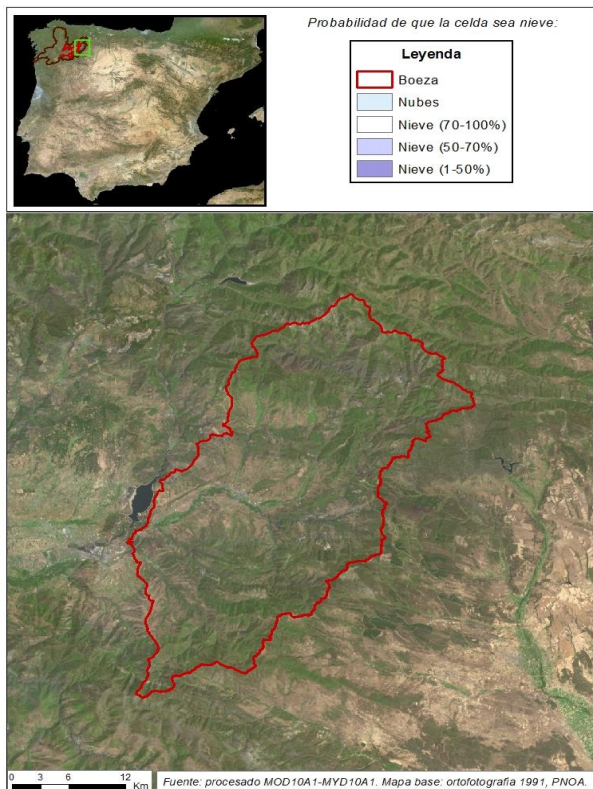 Probabilidad de que la celda sea nieve:
Leyenda
Boeza
Nubes
Nieve (70-100%)
Nieve (50-70%)
Nieve (1-50%)
0 3 6 12
Km
Fuente: procesado MOD10A1-MYD10A1. Mapa base: ortofotografía 1991, PNOA.